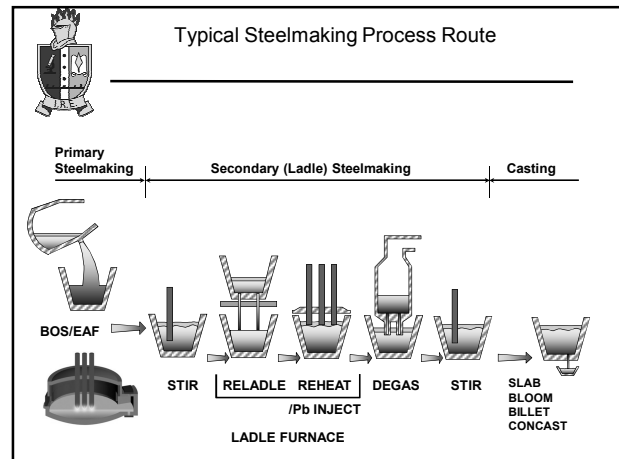 Typical Steelmaking Process Route
I.R.E.
Primary
Steelmaking
Secondary (Ladle) Steelmaking
Casting
BOS/EAF
STIR
RELADLE
REHEAT
/Pb INJECT
DEGAS
STIR
SLAB
BLOOM
BILLET
CONCAST
LADLE FURNACE